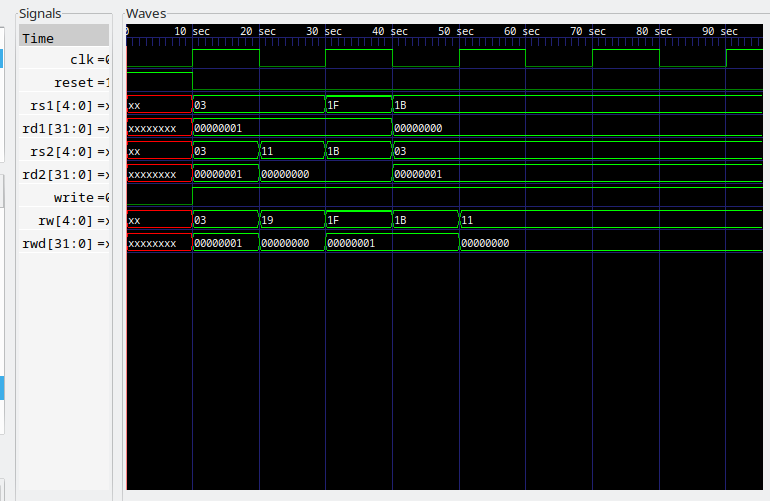 Signals
Waves
Time
0 10 sec 20 sec 30 sec 40 sec 50 sec 60 sec 70 sec 80 sec 90 sec
clk =0
reset =1
rs1[4:0] =x xx 03 1F 1B
rd1[31:0] =x xxxxxxxx 00000001 00000000
rs2[4:0] =x xx 03 11 1B 03
rd2[31:0] =x xxxxxxxx 00000001 00000000 00000001
write =0
rw[4:0] =x xx 03 19 1F 1B 11
rwd[31:0] =x xxxxxxxx 00000001 00000000 00000001 00000000